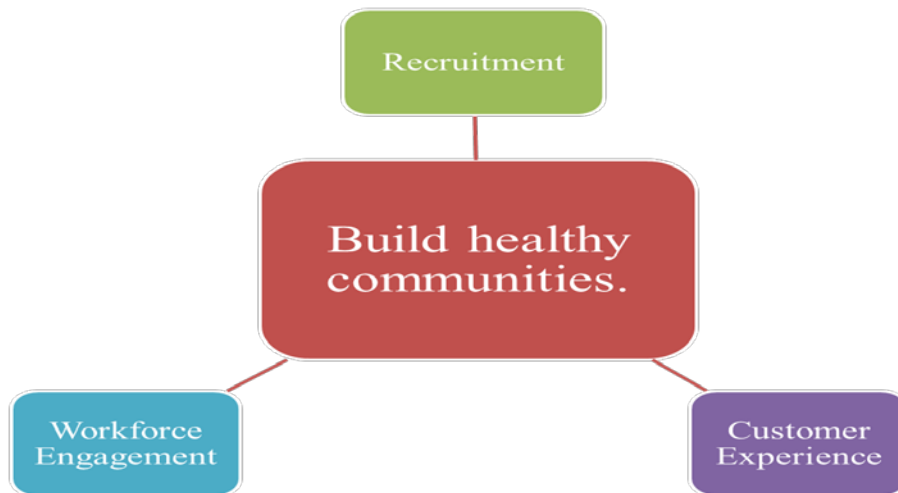 Recruitment
Build healthy
communities.
Workforce
Engagement
Customer
Experience